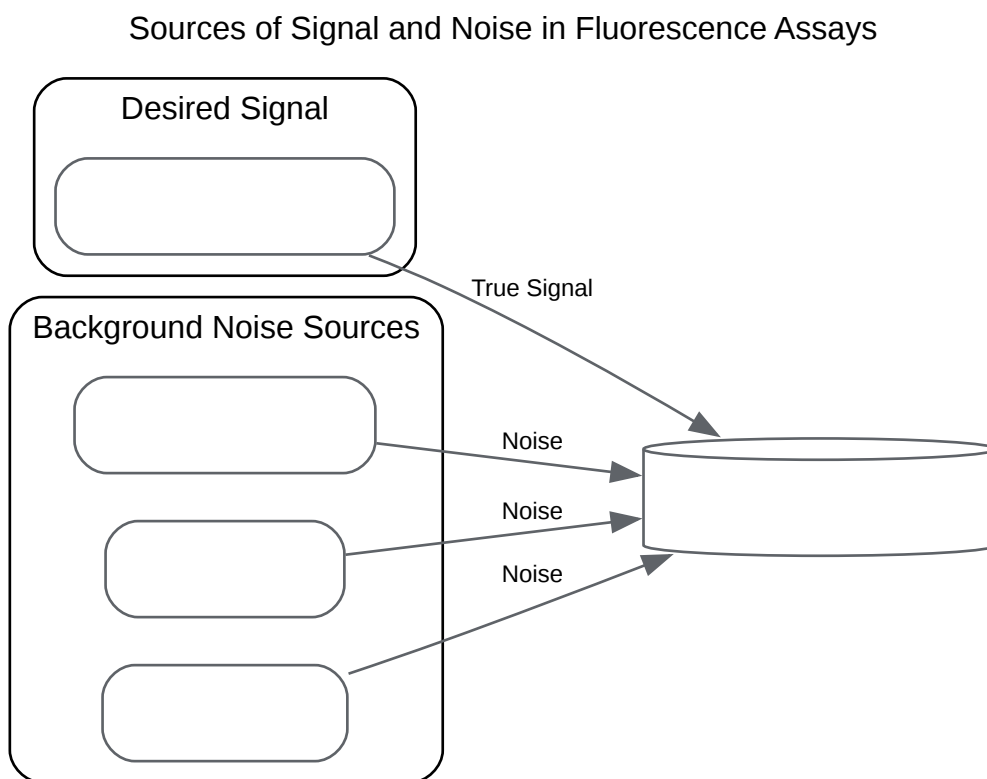 Sources of Signal and Noise in Fluorescence Assays
Desired Signal
True Signal
Background Noise Sources
Noise
Noise
Noise